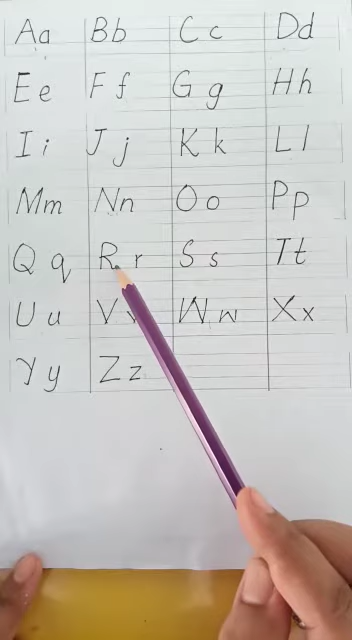 Aa Bb Cc Dd
Ee Ff Gg Hh
Ii Jj Kk Ll
Mm Nn Oo Pp
Qq Rr Ss Tt
Uu Vv Ww Xx
Yy Zz